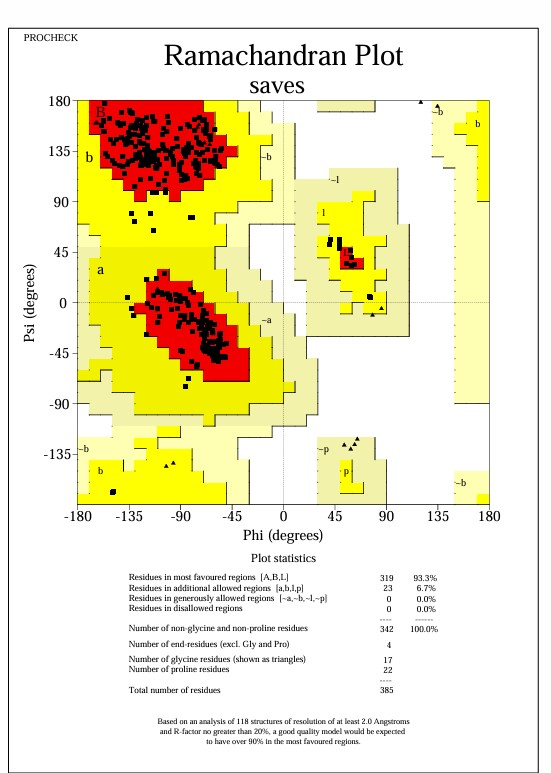 PROCHECK
Ramachandran Plot
saves
180
135
90
45
0
-45
-90
-135
Psi (degrees)
B
b
~b
~b
b
~l
l
L
a
~a
~b
b
~p
p
~b
-180 -135 -90 -45 0 45 90 135 180
Phi (degrees)
Plot statistics
Residues in most favoured regions [A,B,L] 319 93.3%
Residues in additional allowed regions [a,b,l,p] 23 6.7%
Residues in generously allowed regions [~a,~b,~l,~p] 0 0.0%
Residues in disallowed regions 0 0.0%
---- ------
Number of non-glycine and non-proline residues 342 100.0%
Number of end-residues (excl. Gly and Pro) 4
Number of glycine residues (shown as triangles) 17
Number of proline residues 22
----
Total number of residues 385
Based on an analysis of 118 structures of resolution of at least 2.0 Angstroms
and R-factor no greater than 20%, a good quality model would be expected
to have over 90% in the most favoured regions.